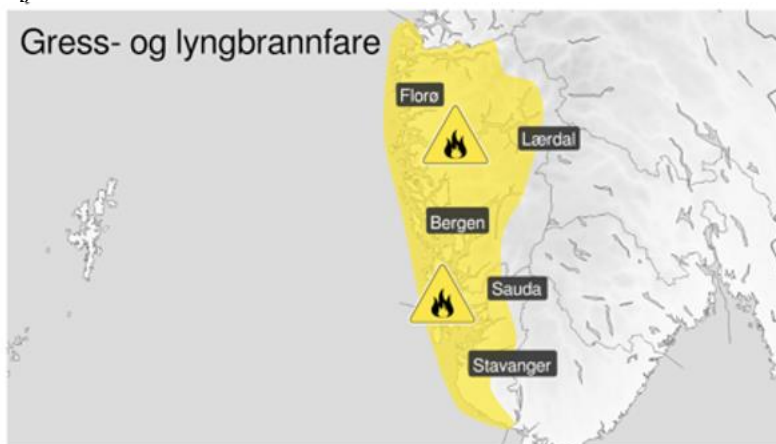 Gress- og lyngbrannfare
Florø
Lærdal
Bergen
Sauda
Stavanger